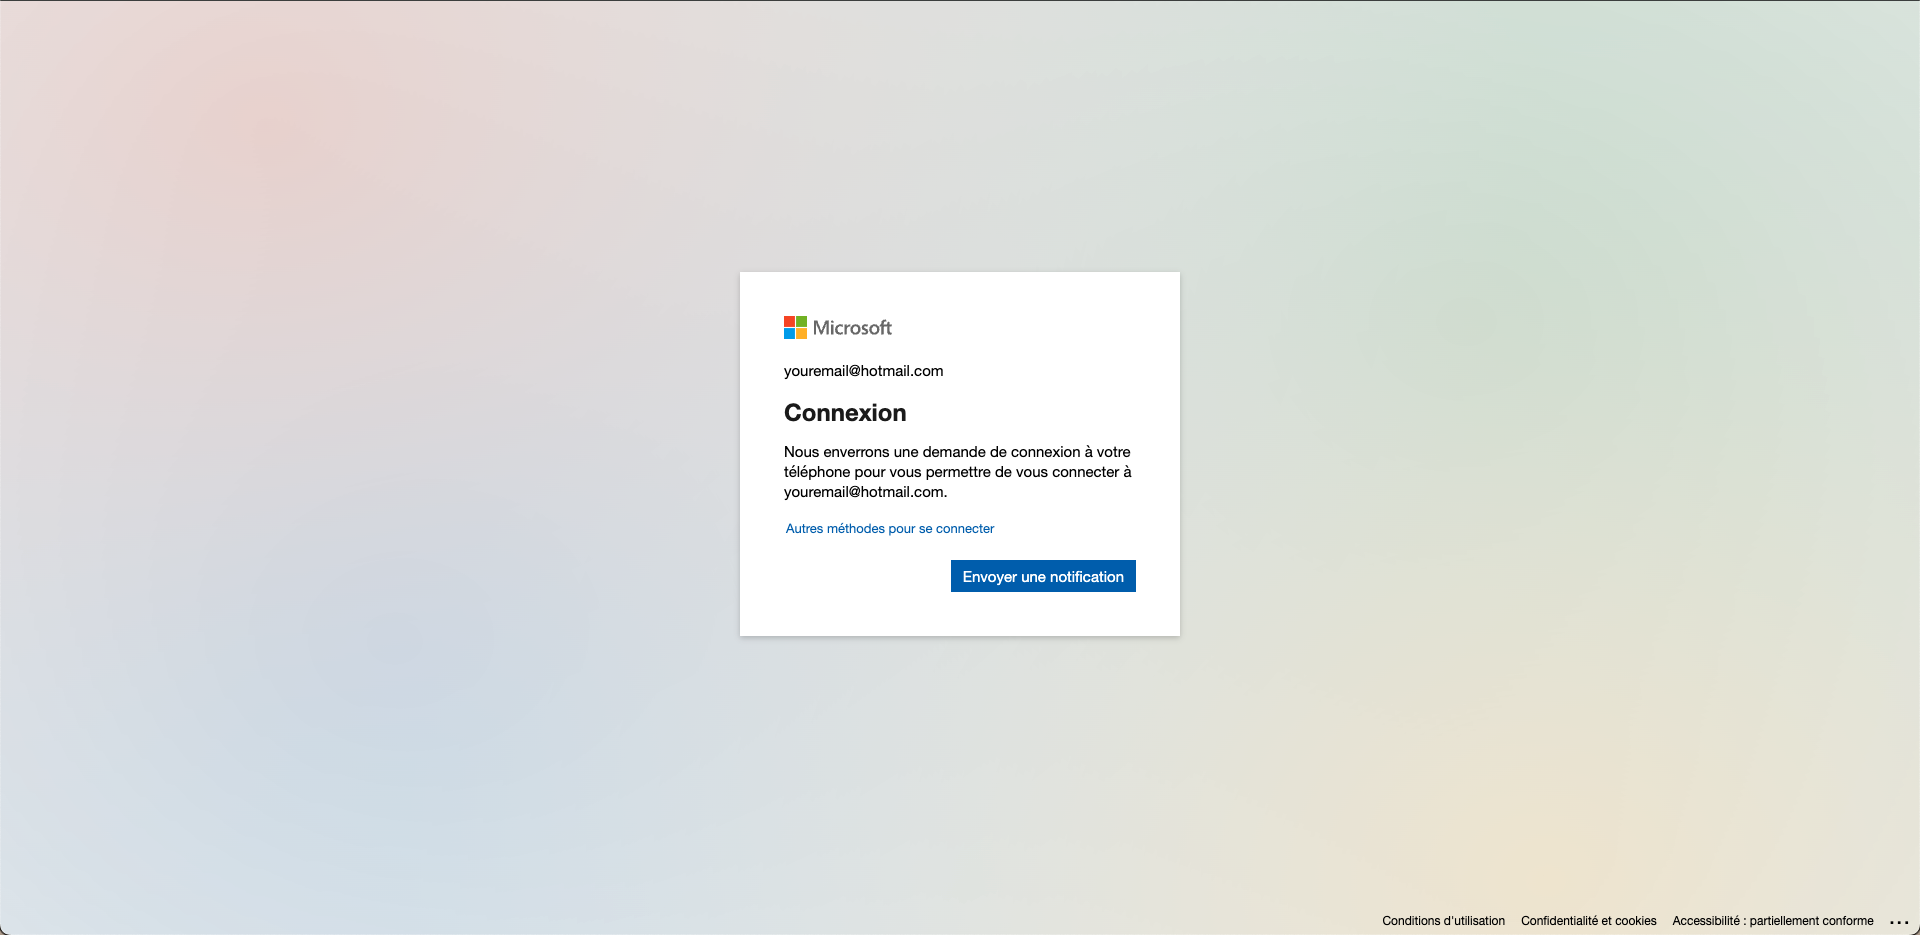 Microsoft
youremail@hotmail.com
Connexion
Nous enverrons une demande de connexion à votre
téléphone pour vous permettre de vous connecter à
youremail@hotmail.com.
Autres méthodes pour se connecter
Envoyer une notification
Conditions d'utilisation Confidentialité et cookies Accessibilité : partiellement conforme ...